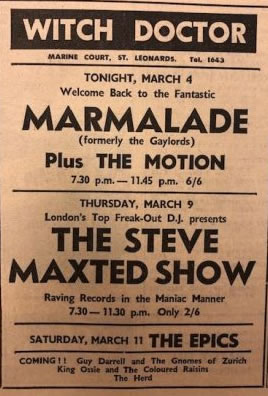 WITCH DOCTOR
MARINE COURT, ST. LEONARDS. Tel. 1643
TONIGHT, MARCH 4
Welcome Back to the Fantastic
MARMALADE
(formerly the Gaylords)
Plus THE MOTION
7.30 p.m. — 11.45 p.m. 6/6
THURSDAY, MARCH 9
London's Top Freak-Out D.J. presents
THE STEVE
MAXTED SHOW
Raving Records in the Maniac Manner
7.30 — 11.30 p.m. Only 2/6
SATURDAY, MARCH 11 THE EPICS
COMING!! Guy Darrell and The Gnomes of Zurich
King Ossie and The Coloured Raisins
The Herd